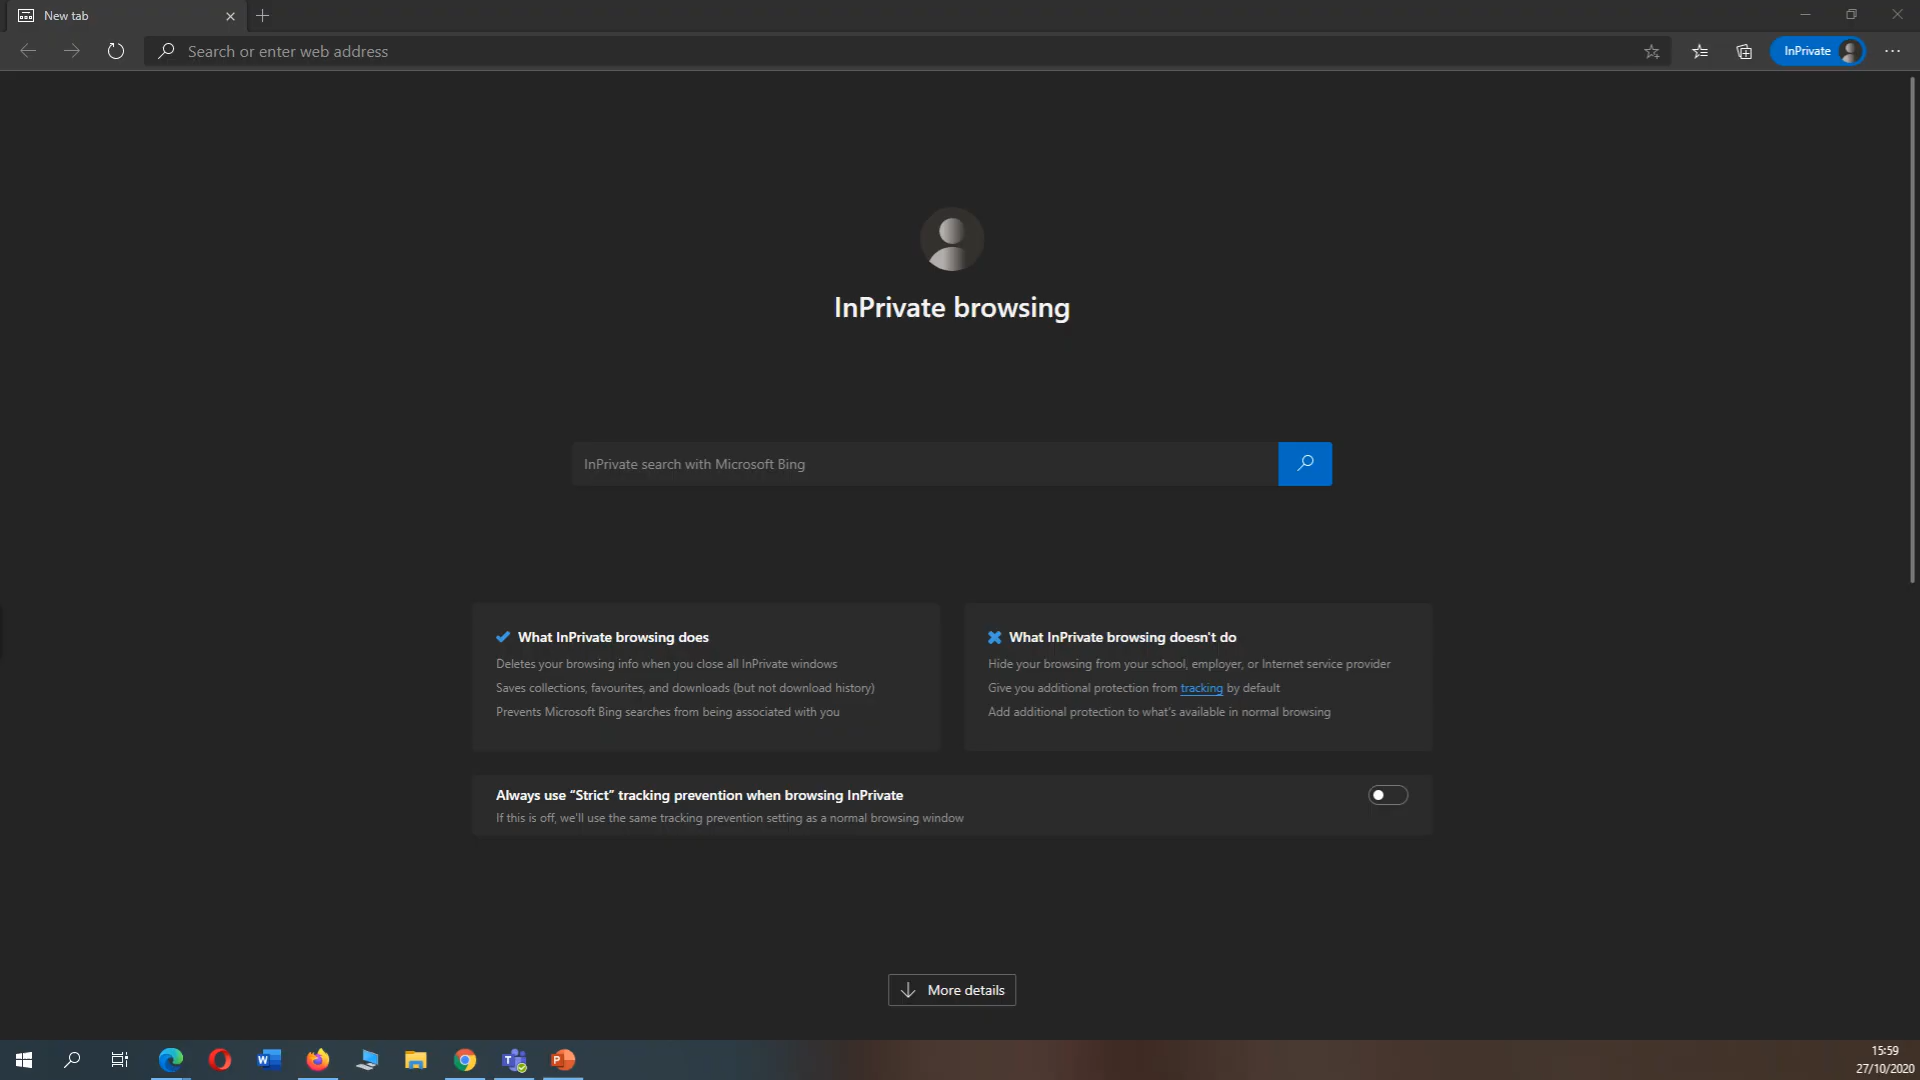 New tab
Search or enter web address
InPrivate
InPrivate browsing
InPrivate search with Microsoft Bing
What InPrivate browsing does
Deletes your browsing info when you close all InPrivate windows
Saves collections, favourites, and downloads (but not download history)
Prevents Microsoft Bing searches from being associated with you
What InPrivate browsing doesn't do
Hide your browsing from your school, employer, or Internet service provider
Give you additional protection from tracking by default
Add additional protection to what's available in normal browsing
Always use “Strict” tracking prevention when browsing InPrivate
If this is off, we'll use the same tracking prevention setting as a normal browsing window
More details
15:59
27/10/2020